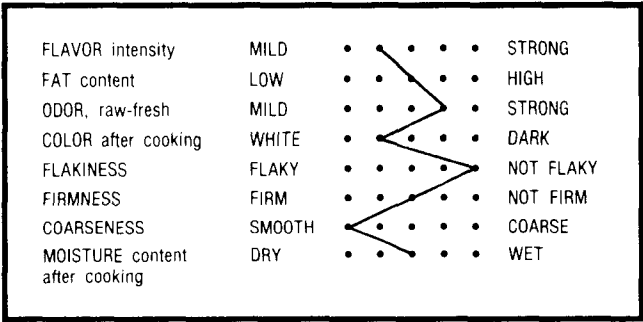 FLAVOR intensity MILD STRONG
FAT content LOW HIGH
ODOR, raw-fresh MILD STRONG
COLOR after cooking WHITE DARK
FLAKINESS FLAKY NOT FLAKY
FIRMNESS FIRM NOT FIRM
COARSENESS SMOOTH COARSE
MOISTURE content DRY WET
after cooking